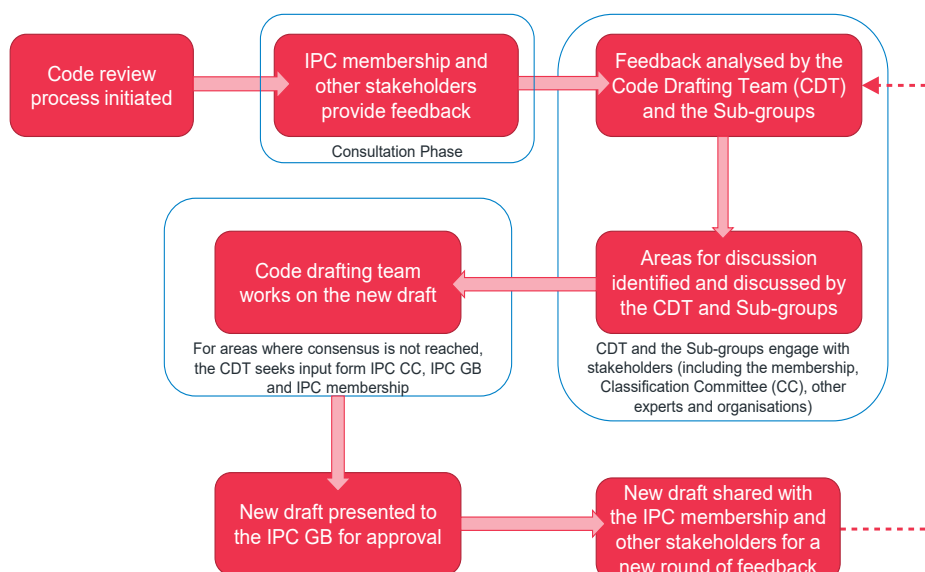 Code review
process initiated
IPC membership and
other stakeholders
provide feedback
Consultation Phase
Feedback analysed by the
Code Drafting Team (CDT)
and the Sub-groups
Areas for discussion
identified and discussed by
the CDT and Sub-groups
CDT and the Sub-groups engage with
stakeholders (including the membership,
Classification Committee (CC), other
experts and organisations)
Code drafting team
works on the new draft
For areas where consensus is not reached,
the CDT seeks input form IPC CC, IPC GB
and IPC membership
New draft presented to
the IPC GB for approval
New draft shared with
the IPC membership and
other stakeholders for a
new round of feedback